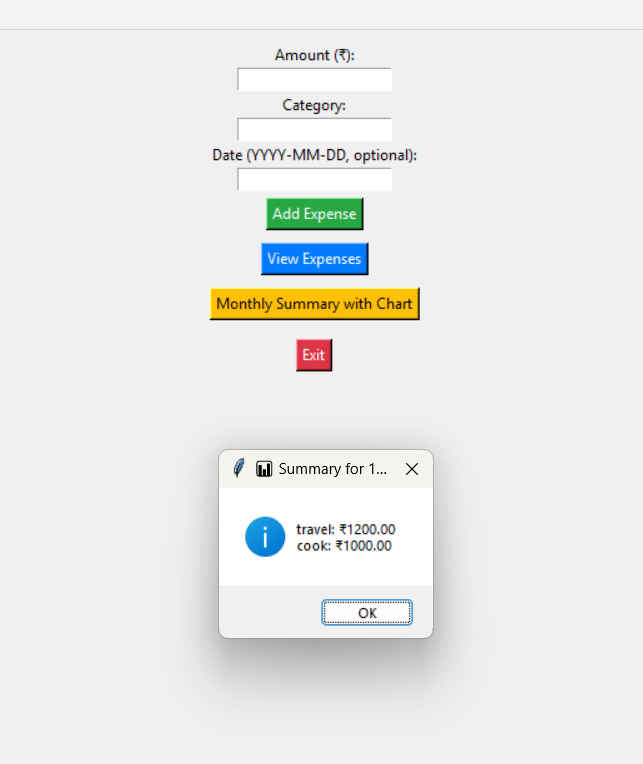 Amount (₹):
Category:
Date (YYYY-MM-DD, optional):
Add Expense
View Expenses
Monthly Summary with Chart
Exit
Summary for 1...
travel: ₹1200.00
cook: ₹1000.00
OK